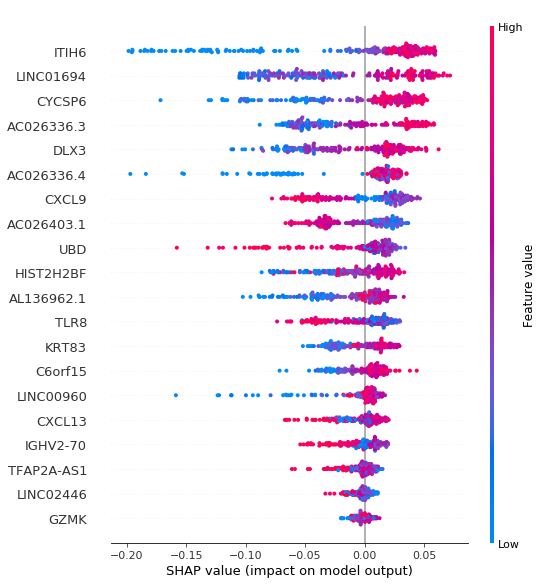 High
ITIH6
LINC01694
CYCSP6
AC026336.3
DLX3
AC026336.4
CXCL9
AC026403.1
UBD
HIST2H2BF
AL136962.1
TLR8
KRT83
C6orf15
LINC00960
CXCL13
IGHV2-70
TFAP2A-AS1
LINC02446
GZMK
Feature value
Low
−0.20 −0.15 −0.10 −0.05 0.00 0.05
SHAP value (impact on model output)